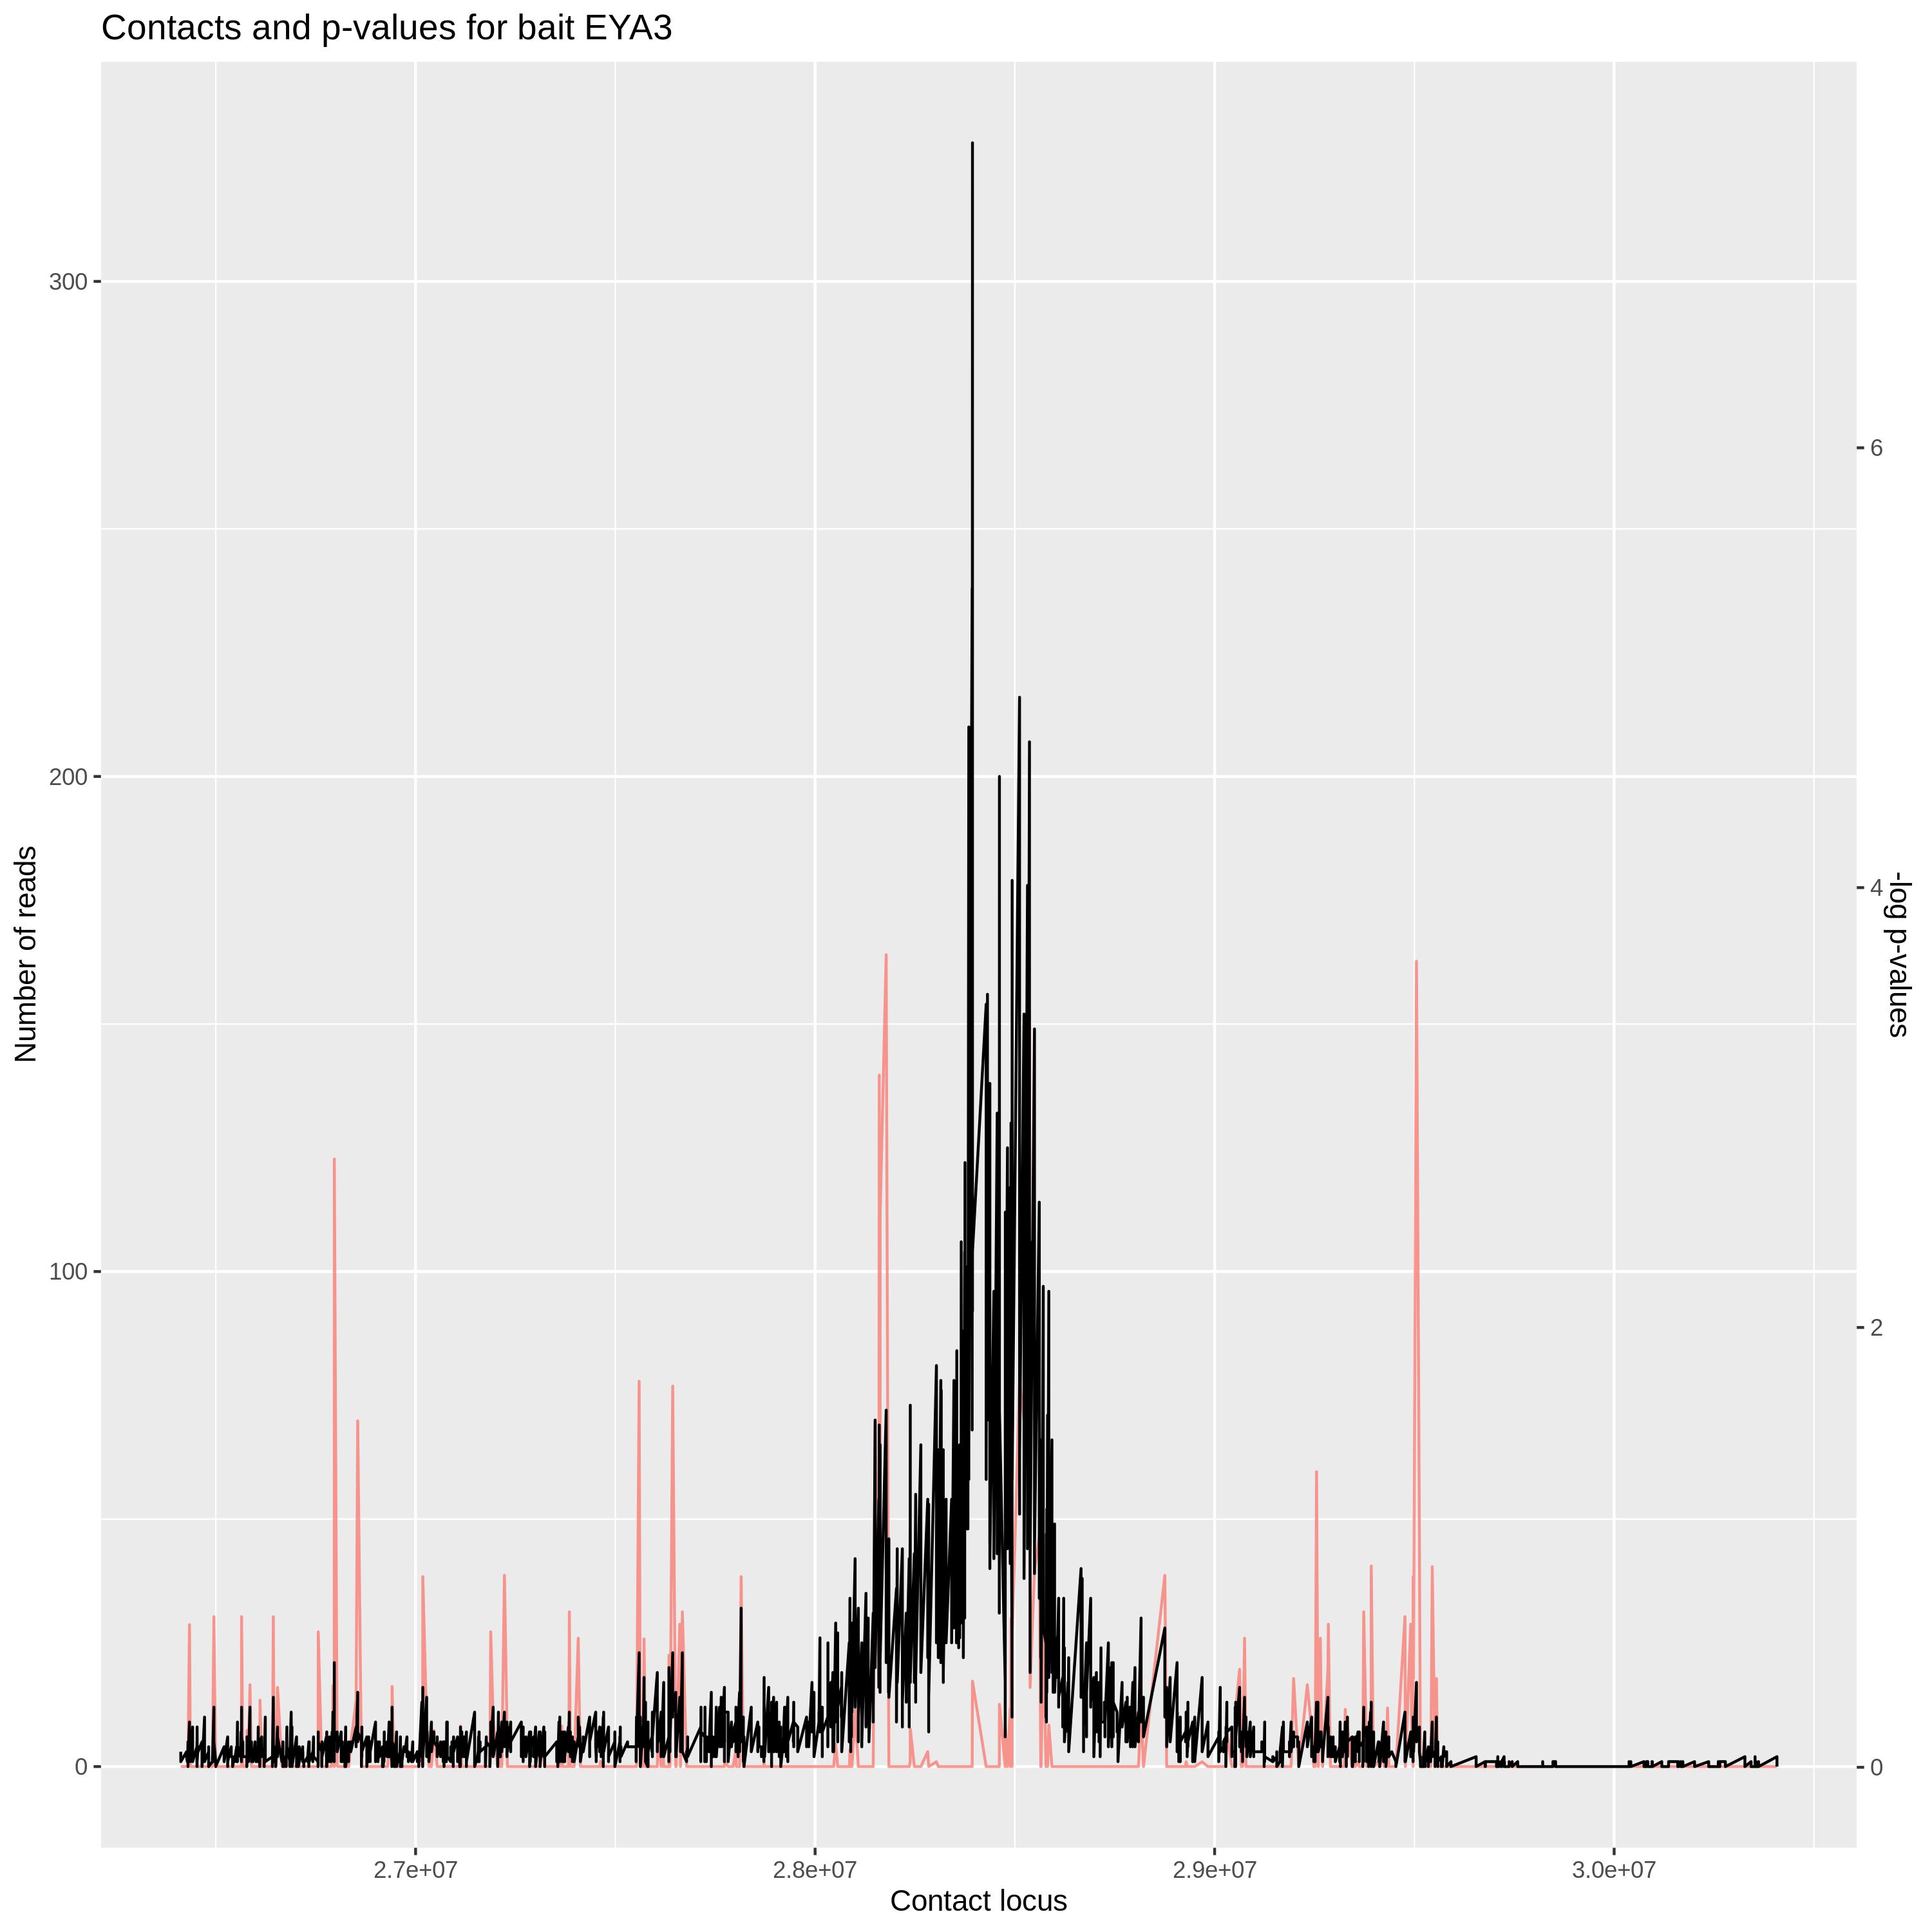 Contacts and p-values for bait EYA3
300
200
100
0
6
4
2
0
Number of reads
-log p-values
2.7e+07
2.8e+07
2.9e+07
3.0e+07
Contact locus